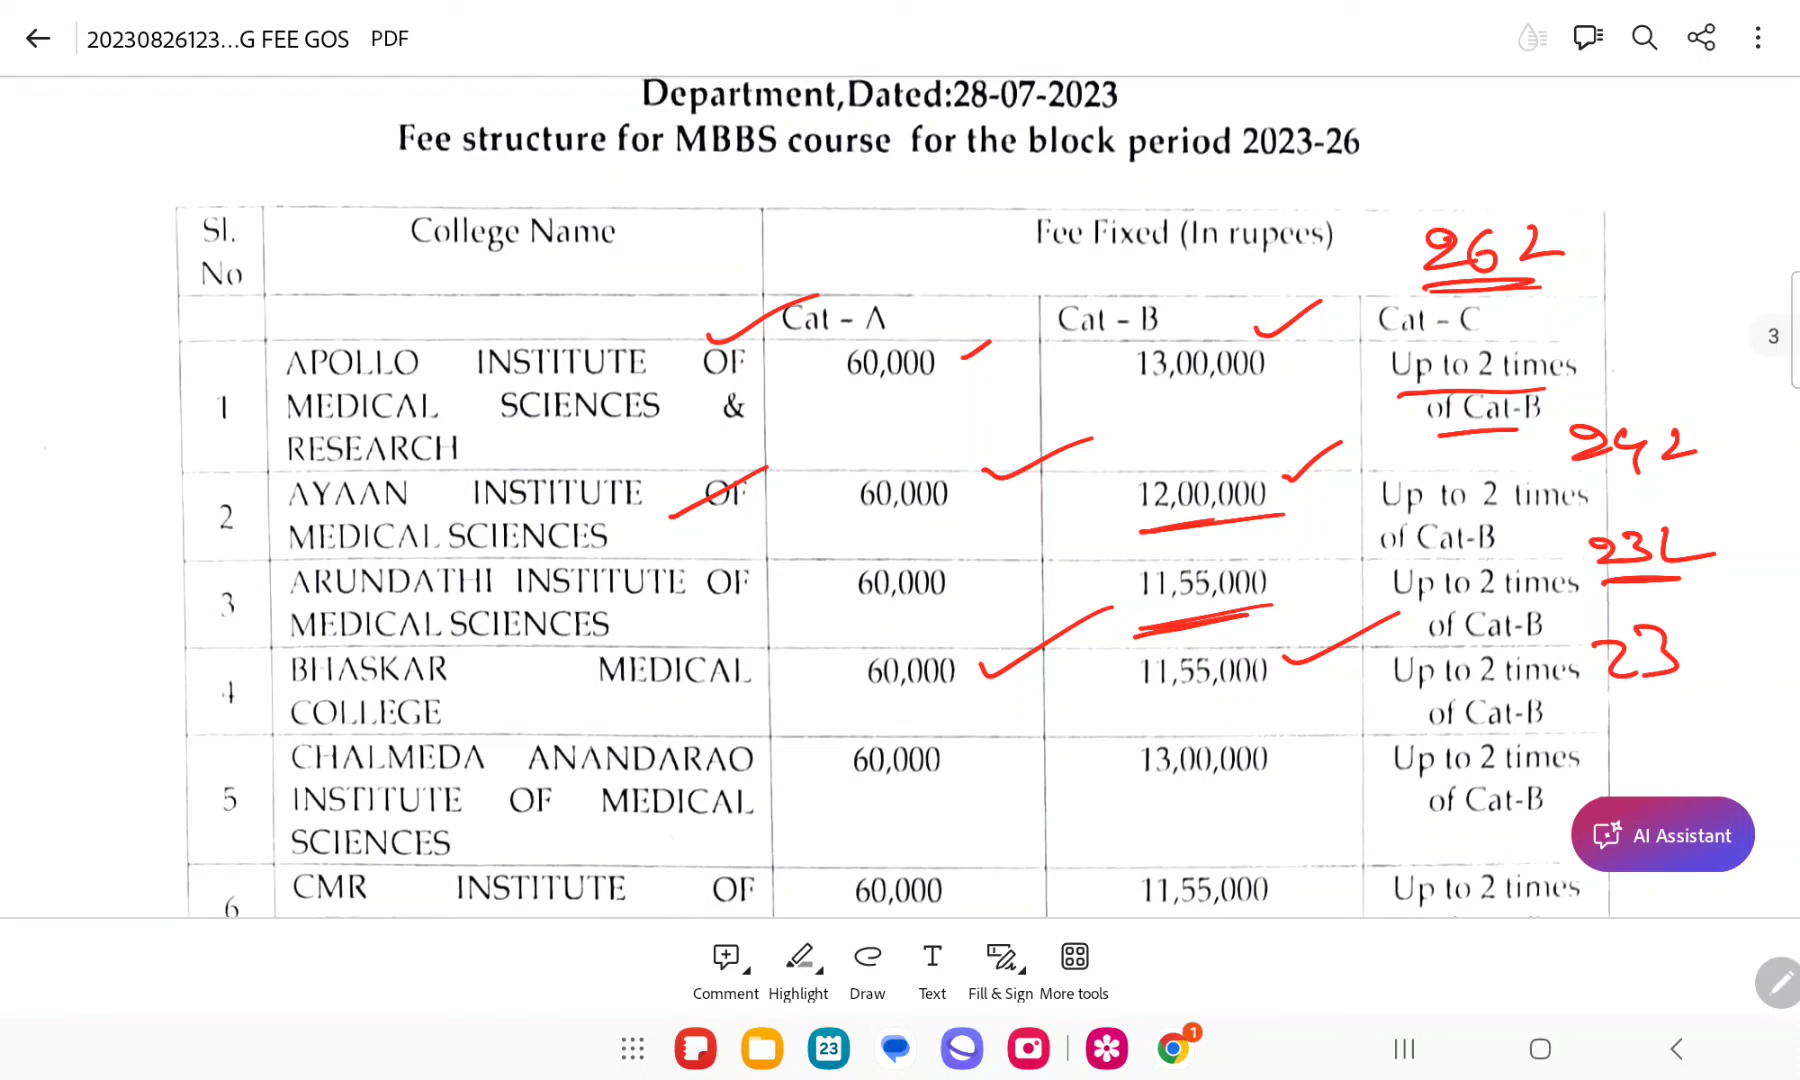 20230826123...G FEE GOS PDF
Department,Dated:28-07-2023
Fee structure for MBBS course for the block period 2023-26
Sl. No College Name Fee Fixed (In rupees) 26 L
Cat - A Cat - B Cat - C
1 APOLLO INSTITUTE OF MEDICAL SCIENCES & RESEARCH 60,000 13,00,000 Up to 2 times of Cat-B
24 L
2 AYAAN INSTITUTE OF MEDICAL SCIENCES 60,000 12,00,000 Up to 2 times of Cat-B
23L
3 ARUNDATHI INSTITUTE OF MEDICAL SCIENCES 60,000 11,55,000 Up to 2 times of Cat-B
23
4 BHASKAR MEDICAL COLLEGE 60,000 11,55,000 Up to 2 times of Cat-B
5 CHALMEDA ANANDARAO INSTITUTE OF MEDICAL SCIENCES 60,000 13,00,000 Up to 2 times of Cat-B
6 CMR INSTITUTE OF 60,000 11,55,000 Up to 2 times
3
AI Assistant
Comment Highlight Draw Text Fill & Sign More tools
23
1